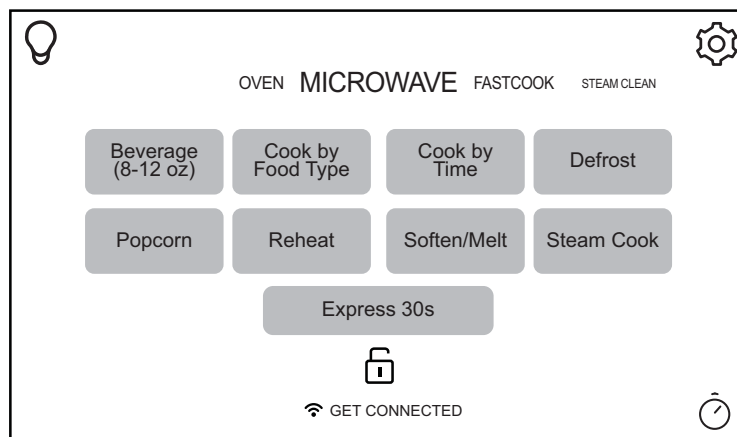 OVEN MICROWAVE FASTCOOK STEAM CLEAN
Beverage
(8-12 oz)
Cook by
Food Type
Cook by
Time
Defrost
Popcorn
Reheat
Soften/Melt
Steam Cook
Express 30s
GET CONNECTED